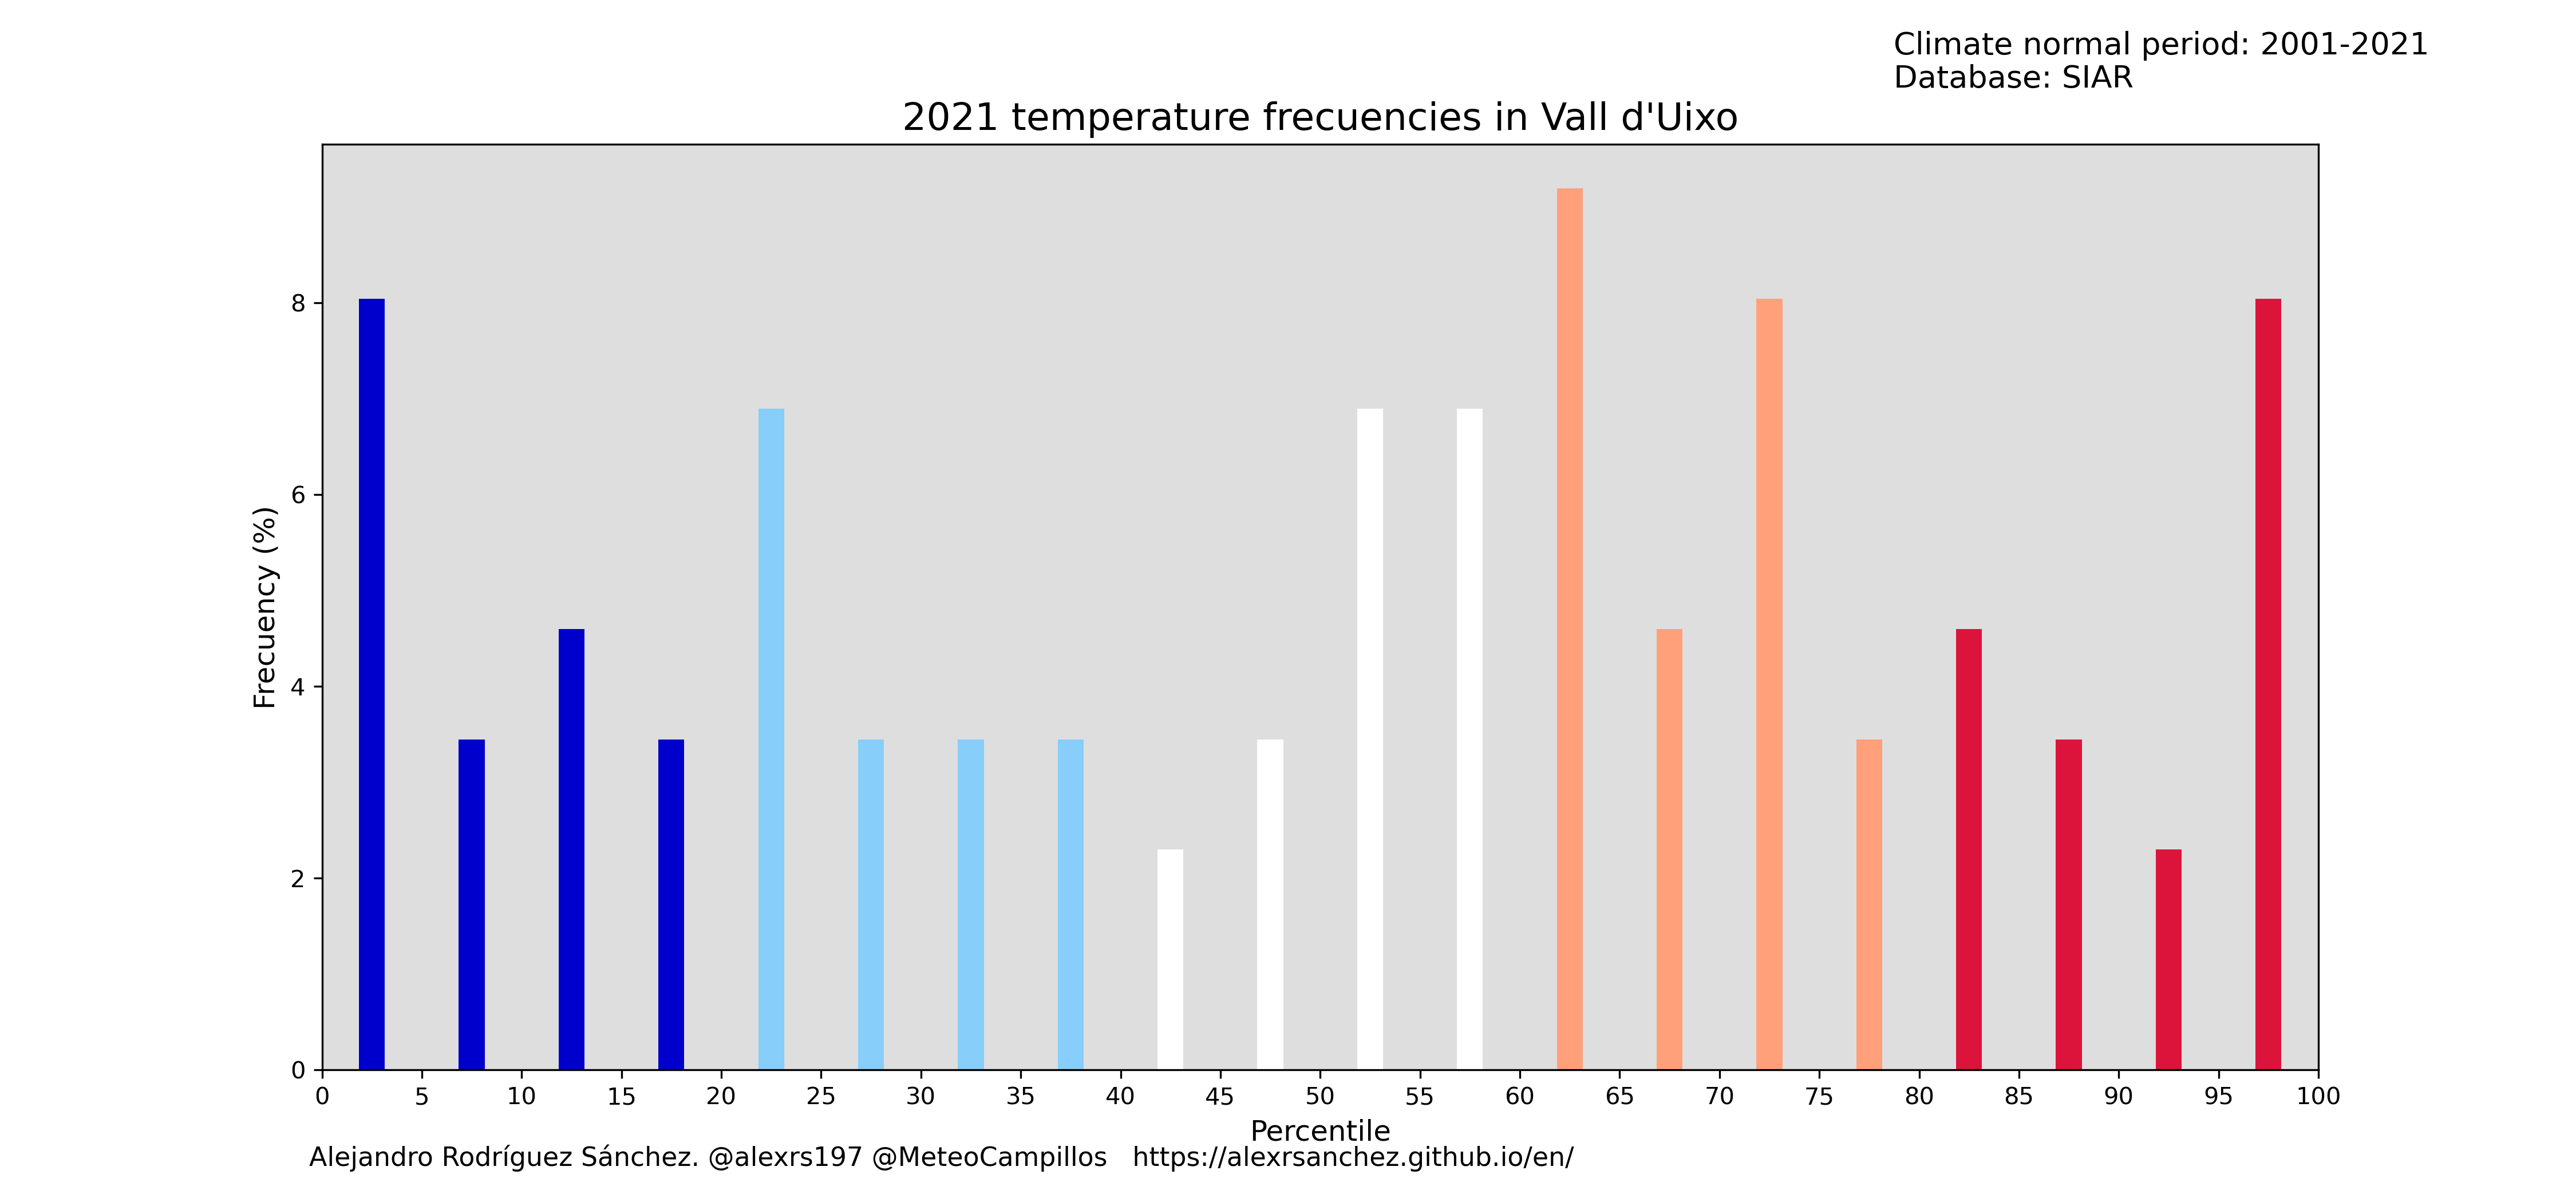 Climate normal period: 2001-2021
Database: SIAR
2021 temperature frecuencies in Vall d'Uixo
Frecuency (%)
8
6
4
2
0
0 5 10 15 20 25 30 35 40 45 50 55 60 65 70 75 80 85 90 95 100
Percentile
Alejandro Rodríguez Sánchez. @alexrs197 @MeteoCampillos https://alexrsanchez.github.io/en/